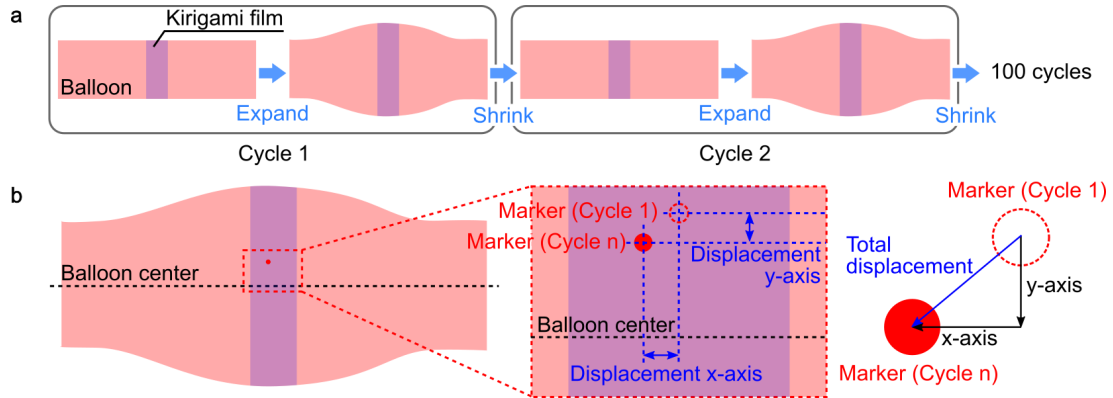 a
Kirigami film
Balloon
Expand
Shrink
Expand
Shrink
100 cycles
Cycle 1
Cycle 2
b
Balloon center
Marker (Cycle 1)
Marker (Cycle n)
Displacement
y-axis
Balloon center
Displacement x-axis
Marker (Cycle 1)
Total
displacement
y-axis
x-axis
Marker (Cycle n)